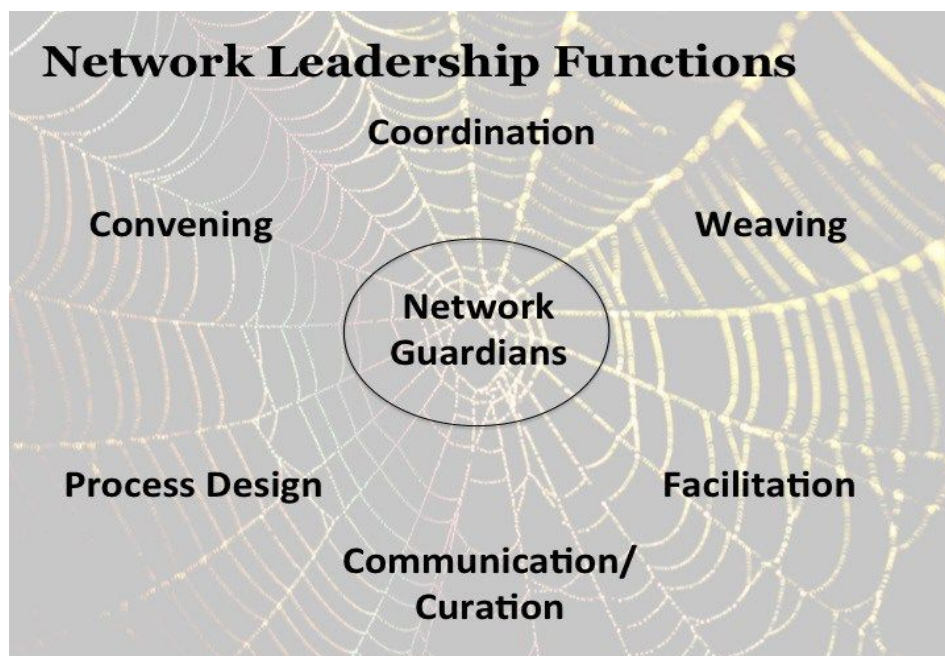 Network Leadership Functions
Coordination
Convening
Weaving
Network
Guardians
Process Design
Facilitation
Communication/
Curation